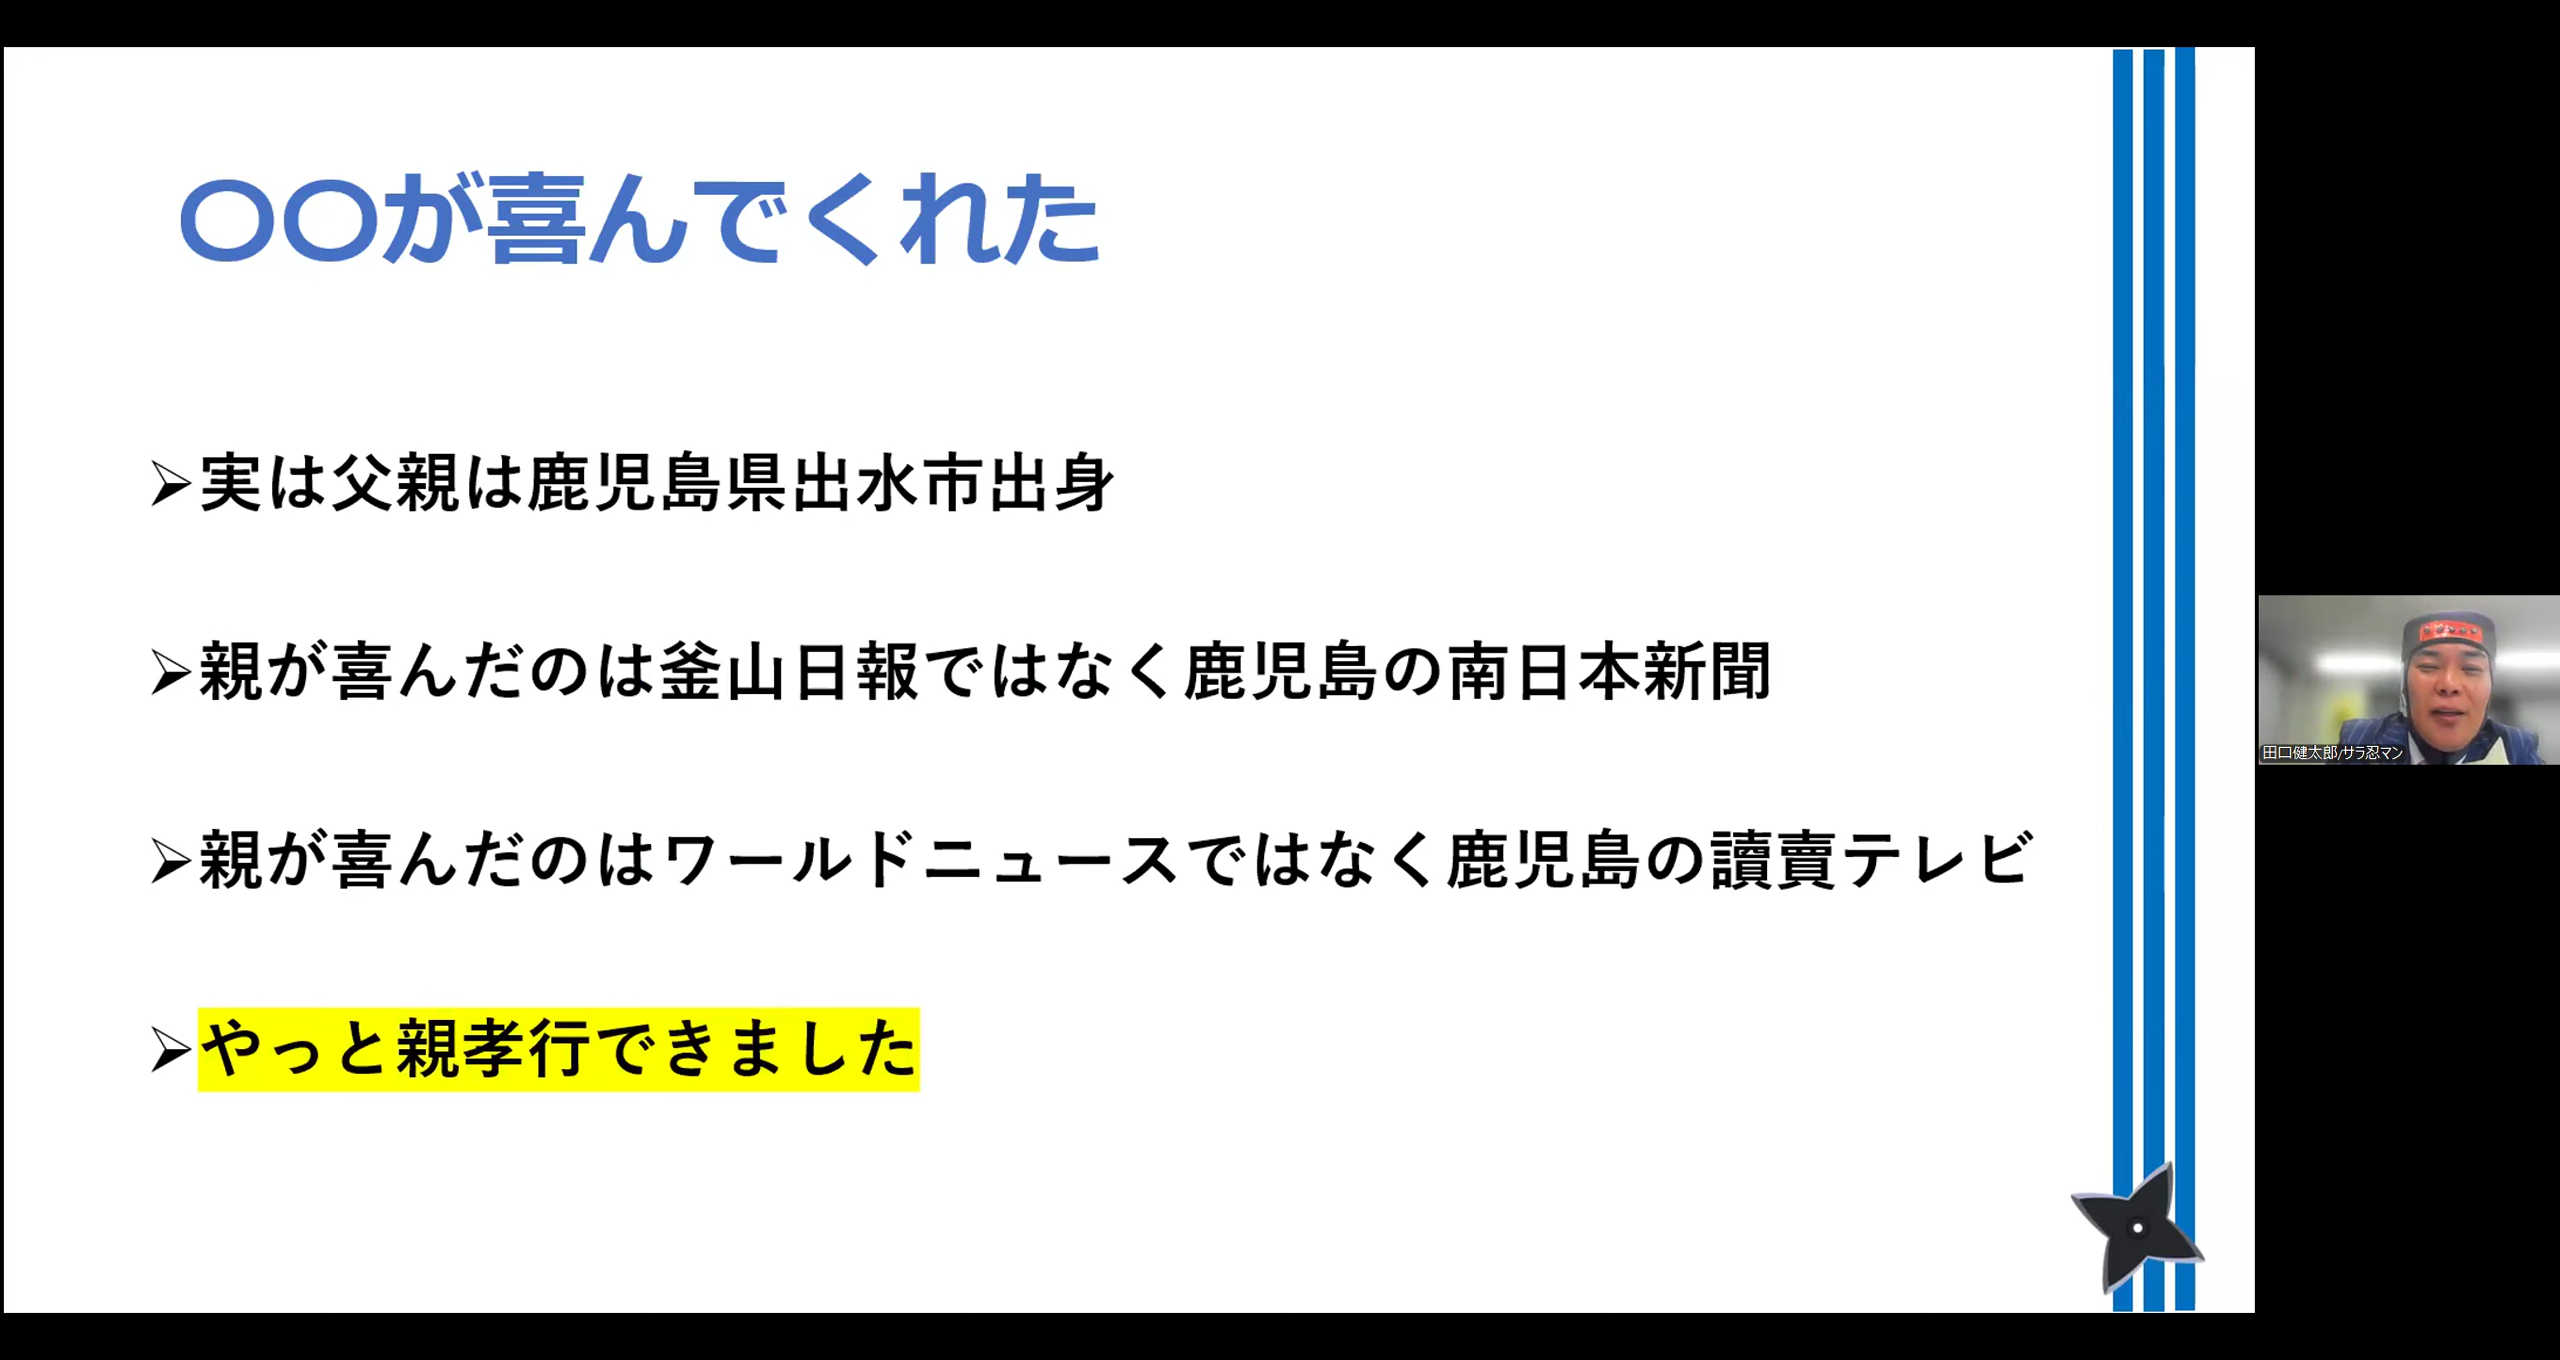 〇〇が喜んでくれた
➢実は父親は鹿児島県出水市出身
➢親が喜んだのは釜山日報ではなく鹿児島の南日本新聞
➢親が喜んだのはワールドニュースではなく鹿児島の讀賣テレビ
➢やっと親孝行できました
田口健太郎/サラ忍マン